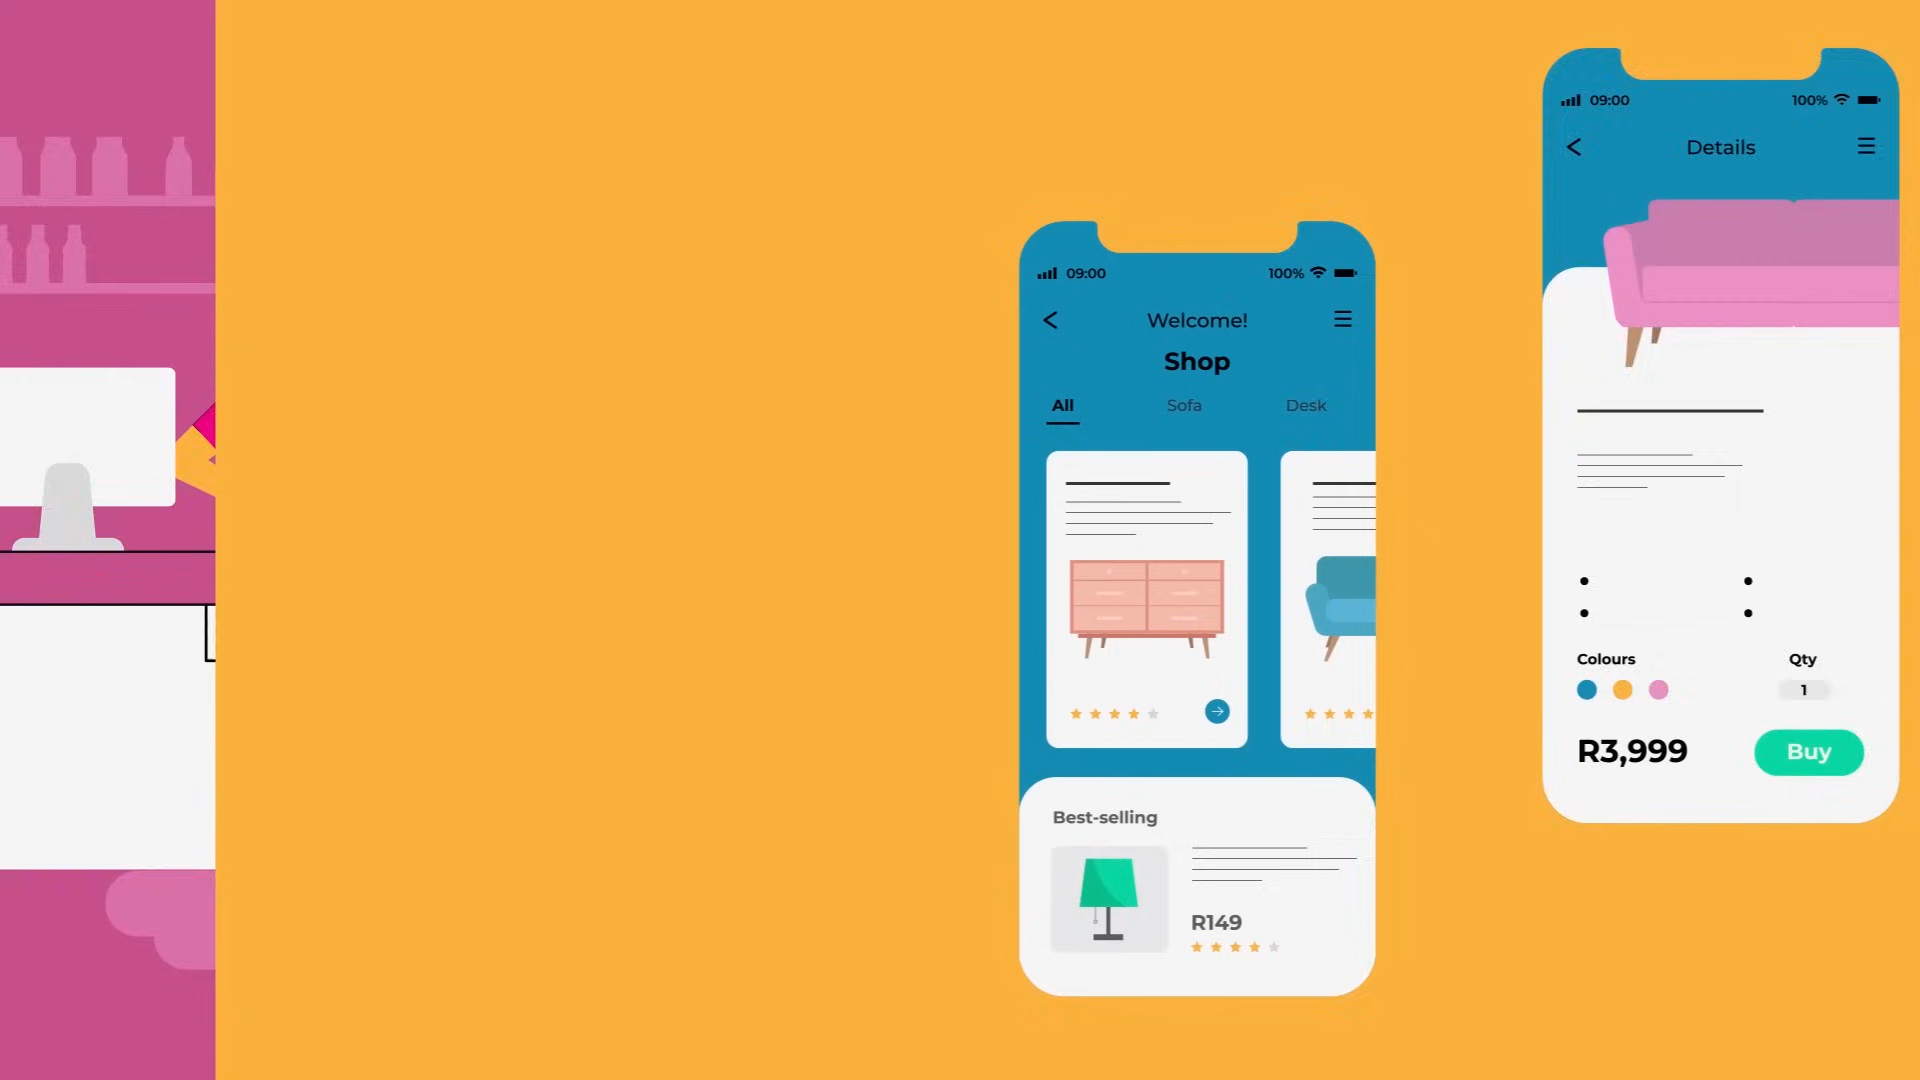 09:00 100%
Welcome!
Shop
All Sofa Desk
Best-selling
R149
09:00 100%
Details
Colours Qty
1
R3,999 Buy